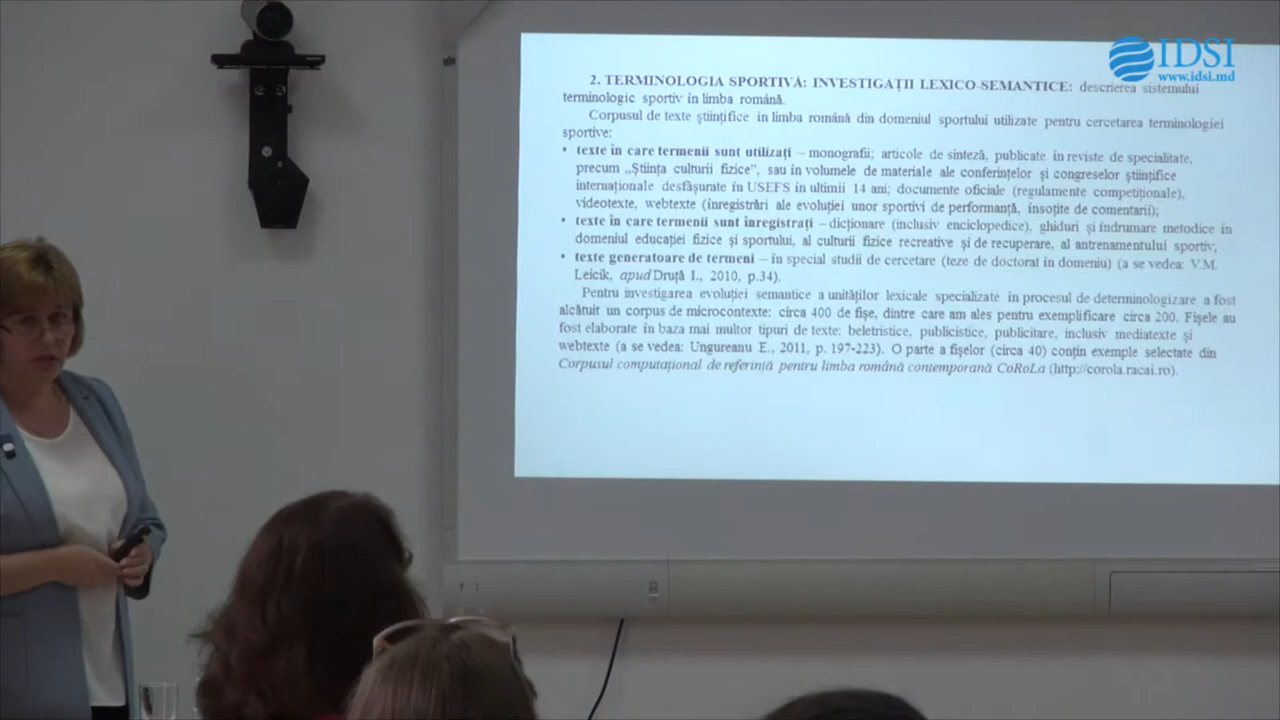 IDSI
www.idsi.md
2. TERMINOLOGIA SPORTIVĂ: INVESTIGAȚII LEXICO-SEMANTICE: descrierea sistemului
terminologic sportiv în limba română.
Corpusul de texte științifice în limba română din domeniul sportului utilizate pentru cercetarea terminologiei
sportive:
• texte în care termenii sunt utilizați – monografii; articole de sinteză, publicate în reviste de specialitate,
precum „Știința culturii fizice”, sau în volumele de materiale ale conferințelor și congreselor științifice
internaționale desfășurate în USEFS în ultimii 14 ani; documente oficiale (regulamente competiționale),
videotexte, webtexte (înregistrări ale evoluției unor sportivi de performanță, însoțite de comentarii);
• texte în care termenii sunt înregistrați – dicționare (inclusiv enciclopedice), ghiduri și îndrumare metodice în
domeniul educației fizice și sportului, al culturii fizice recreative și de recuperare, al antrenamentului sportiv;
• texte generatoare de termeni – în special studii de cercetare (teze de doctorat în domeniu) (a se vedea: V.M.
Leicik, apud Druță I., 2010, p.34).
Pentru investigarea evoluției semantice a unităților lexicale specializate în procesul de determinologizare a fost
alcătuit un corpus de microcontexte: circa 400 de fișe, dintre care am ales pentru exemplificare circa 200. Fișele au
fost elaborate în baza mai multor tipuri de texte: beletristice, publicistice, publicitare, inclusiv mediatexte și
webtexte (a se vedea: Ungureanu E., 2011, p. 197-223). O parte a fișelor (circa 40) conțin exemple selectate din
Corpusul computațional de referință pentru limba română contemporană CoRoLa (http://corola.racai.ro).